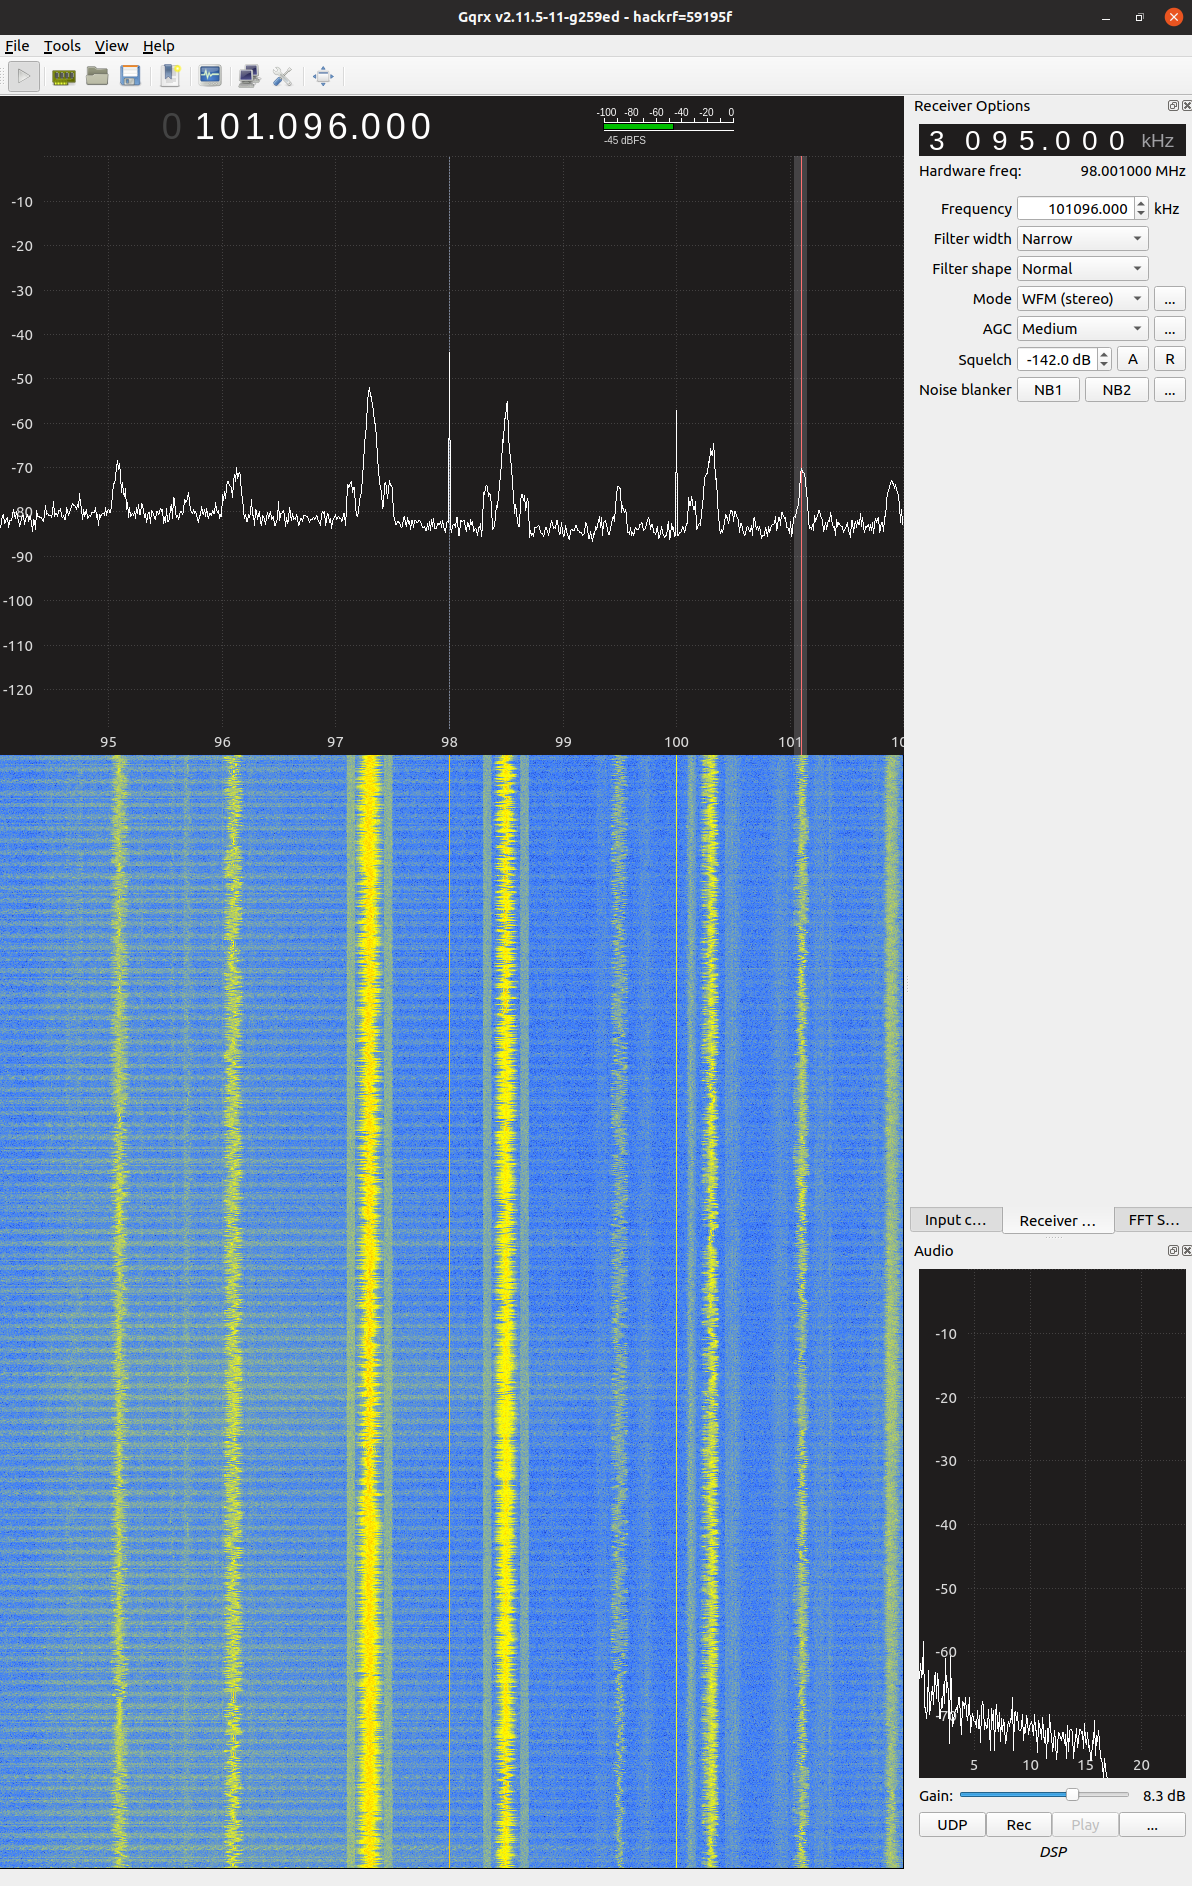 Gqrx v2.11.5-11-g259ed - hackrf=59195f
File Tools View Help
0 101.096.000
-100 -80 -60 -40 -20 0
-45 dBFS
-10
-20
-30
-40
-50
-60
-70
-80
-90
-100
-110
-120
95 96 97 98 99 100 101 10
Receiver Options
3 095.000 kHz
Hardware freq: 98.001000 MHz
Frequency 101096.000 kHz
Filter width Narrow
Filter shape Normal
Mode WFM (stereo) ...
AGC Medium ...
Squelch -142.0 dB A R
Noise blanker NB1 NB2 ...
Input c... Receiver ... FFT S...
Audio
-10
-20
-30
-40
-50
-60
-70
5 10 15 20
Gain: 8.3 dB
UDP Rec Play ...
DSP